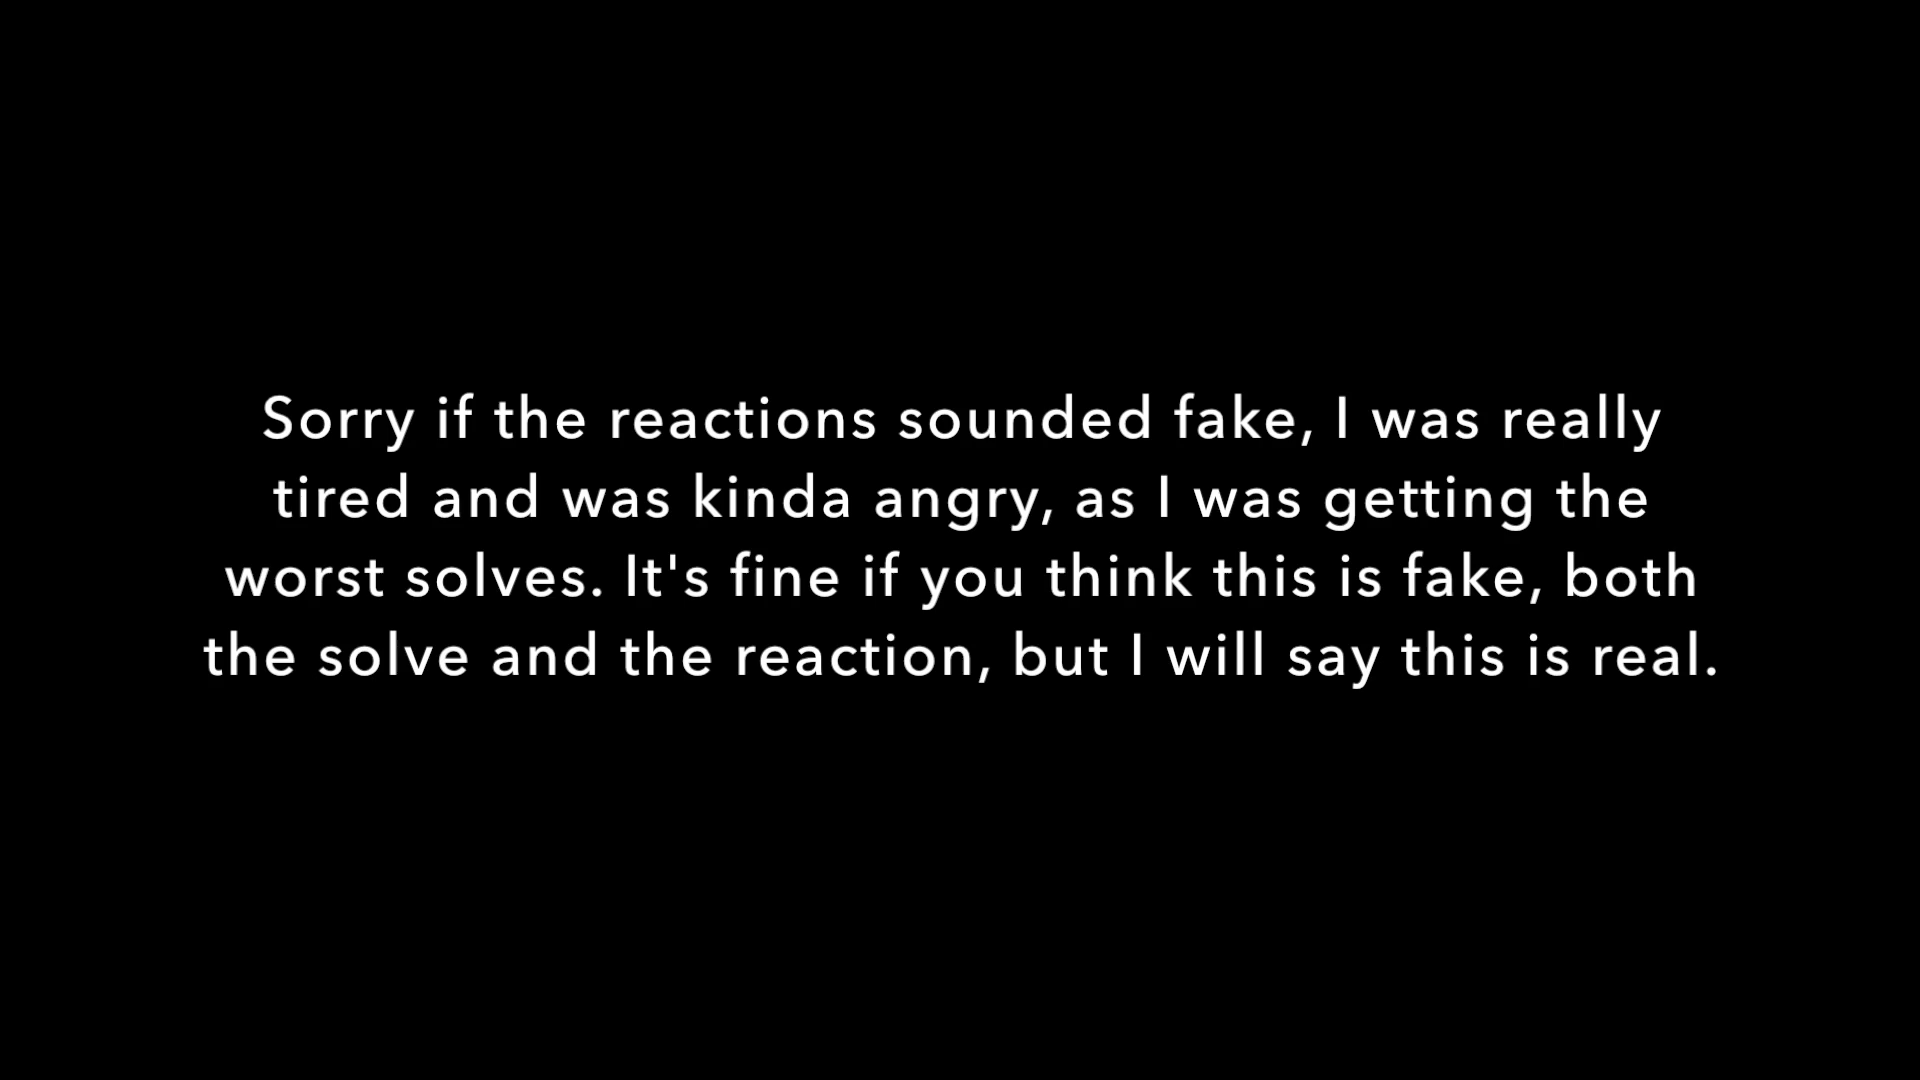 Sorry if the reactions sounded fake, I was really
tired and was kinda angry, as I was getting the
worst solves. It's fine if you think this is fake, both
the solve and the reaction, but I will say this is real.